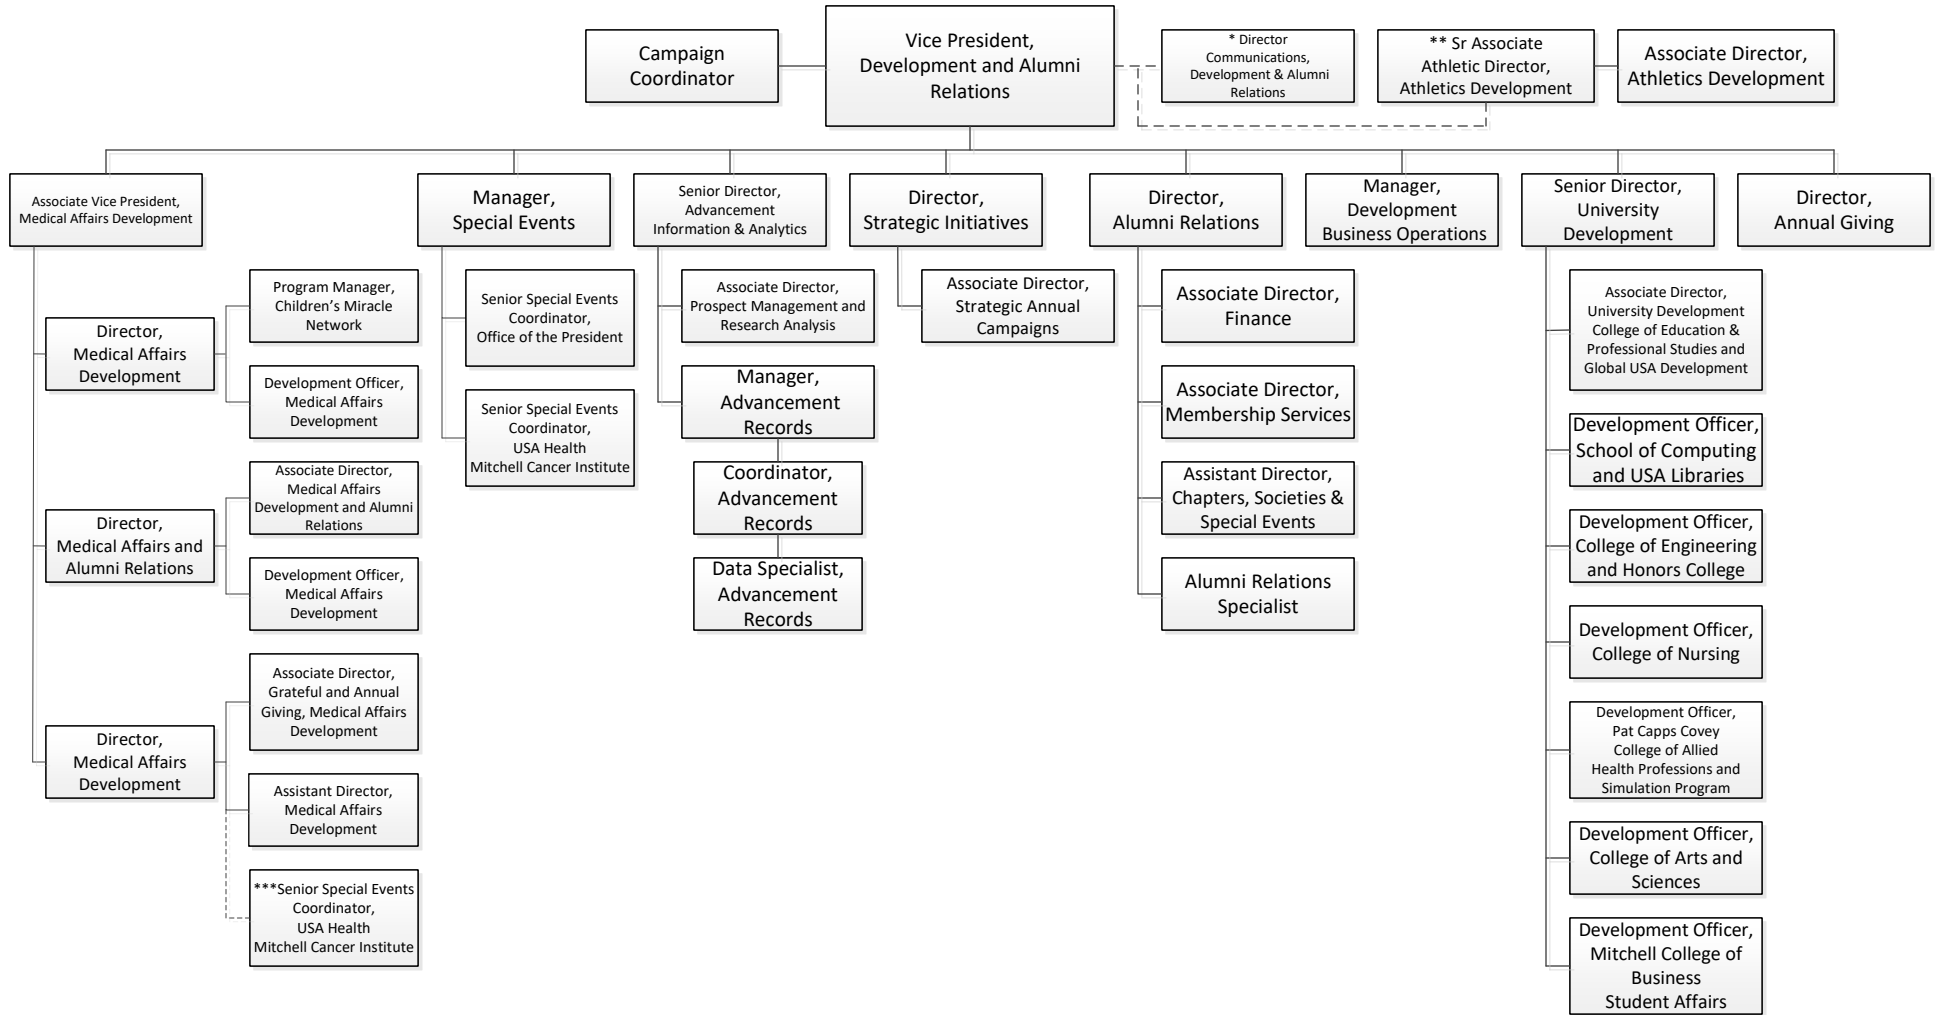 Campaign
Coordinator
Vice President,
Development and Alumni
Relations
* Director
Communications,
Development & Alumni
Relations
** Sr Associate
Athletic Director,
Athletics Development
Associate Director,
Athletics Development
Associate Vice President,
Medical Affairs Development
Manager,
Special Events
Senior Director,
Advancement
Information & Analytics
Director,
Strategic Initiatives
Director,
Alumni Relations
Manager,
Development
Business Operations
Senior Director,
University
Development
Director,
Annual Giving
Director,
Medical Affairs
Development
Program Manager,
Children’s Miracle
Network
Development Officer,
Medical Affairs
Development
Director,
Medical Affairs and
Alumni Relations
Associate Director,
Medical Affairs
Development and Alumni
Relations
Development Officer,
Medical Affairs
Development
Director,
Medical Affairs
Development
Associate Director,
Grateful and Annual
Giving, Medical Affairs
Development
Assistant Director,
Medical Affairs
Development
***Senior Special Events
Coordinator,
USA Health
Mitchell Cancer Institute
Senior Special Events
Coordinator,
Office of the President
Senior Special Events
Coordinator,
USA Health
Mitchell Cancer Institute
Associate Director,
Prospect Management and
Research Analysis
Manager,
Advancement
Records
Coordinator,
Advancement
Records
Data Specialist,
Advancement
Records
Associate Director,
Strategic Annual
Campaigns
Associate Director,
Finance
Associate Director,
Membership Services
Assistant Director,
Chapters, Societies &
Special Events
Alumni Relations
Specialist
Associate Director,
University Development
College of Education &
Professional Studies and
Global USA Development
Development Officer,
School of Computing
and USA Libraries
Development Officer,
College of Engineering
and Honors College
Development Officer,
College of Nursing
Development Officer,
Pat Capps Covey
College of Allied
Health Professions and
Simulation Program
Development Officer,
College of Arts and
Sciences
Development Officer,
Mitchell College of
Business
Student Affairs